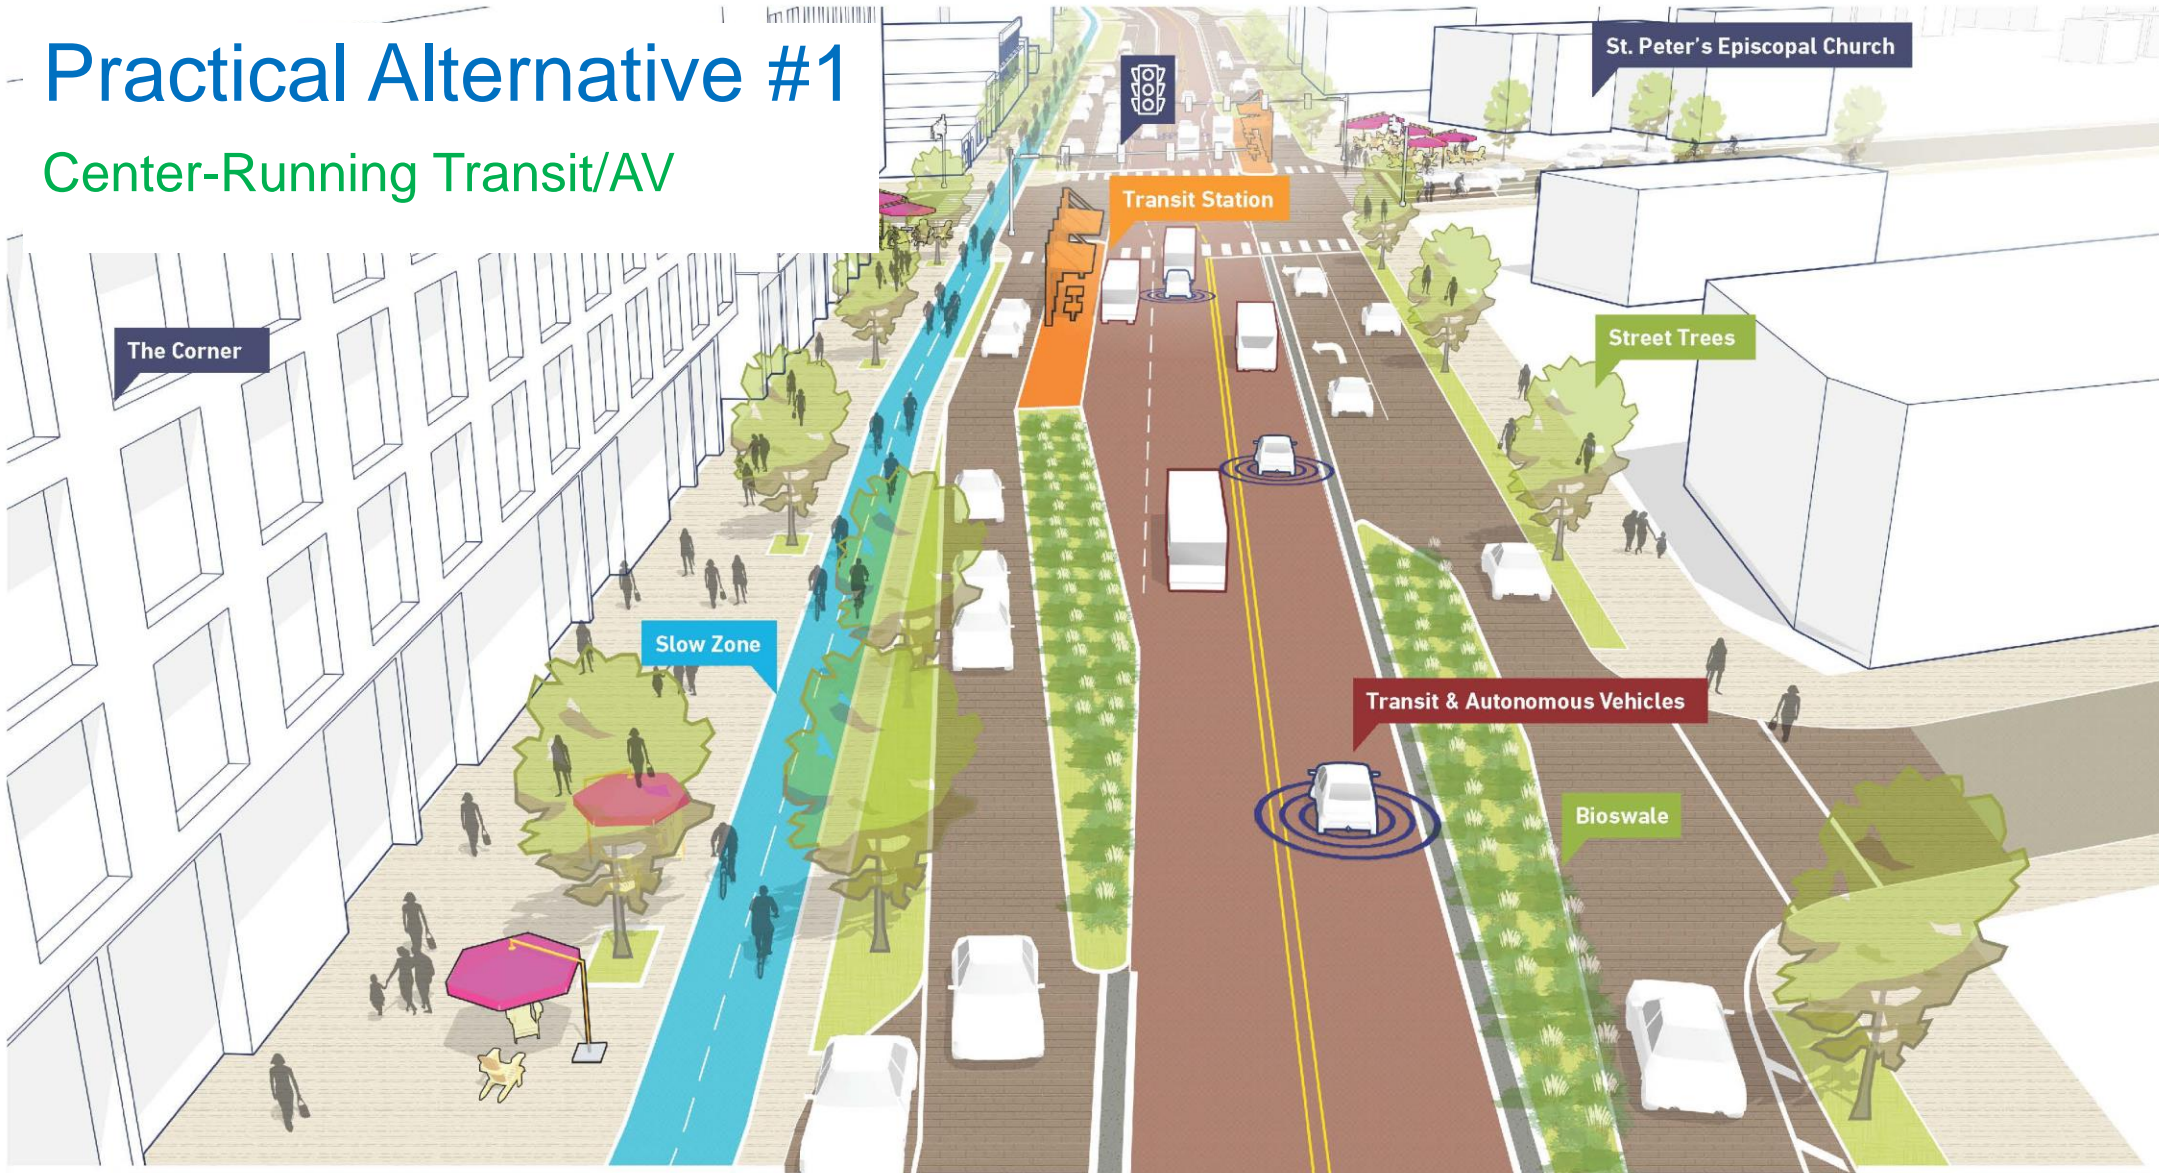 Practical Alternative #1
Center-Running Transit/AV
St. Peter's Episcopal Church
Transit Station
The Corner
Street Trees
Slow Zone
Transit & Autonomous Vehicles
Bioswale